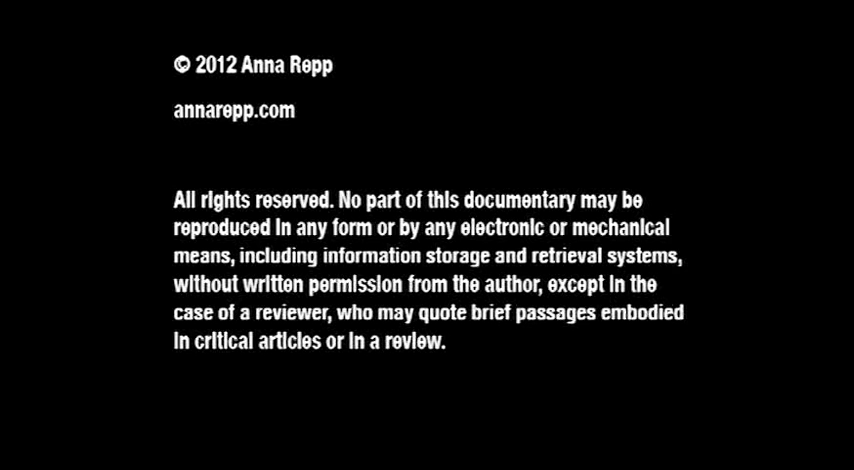 © 2012 Anna Repp
annarepp.com
All rights reserved. No part of this documentary may be
reproduced in any form or by any electronic or mechanical
means, including information storage and retrieval systems,
without written permission from the author, except in the
case of a reviewer, who may quote brief passages embodied
in critical articles or in a review.